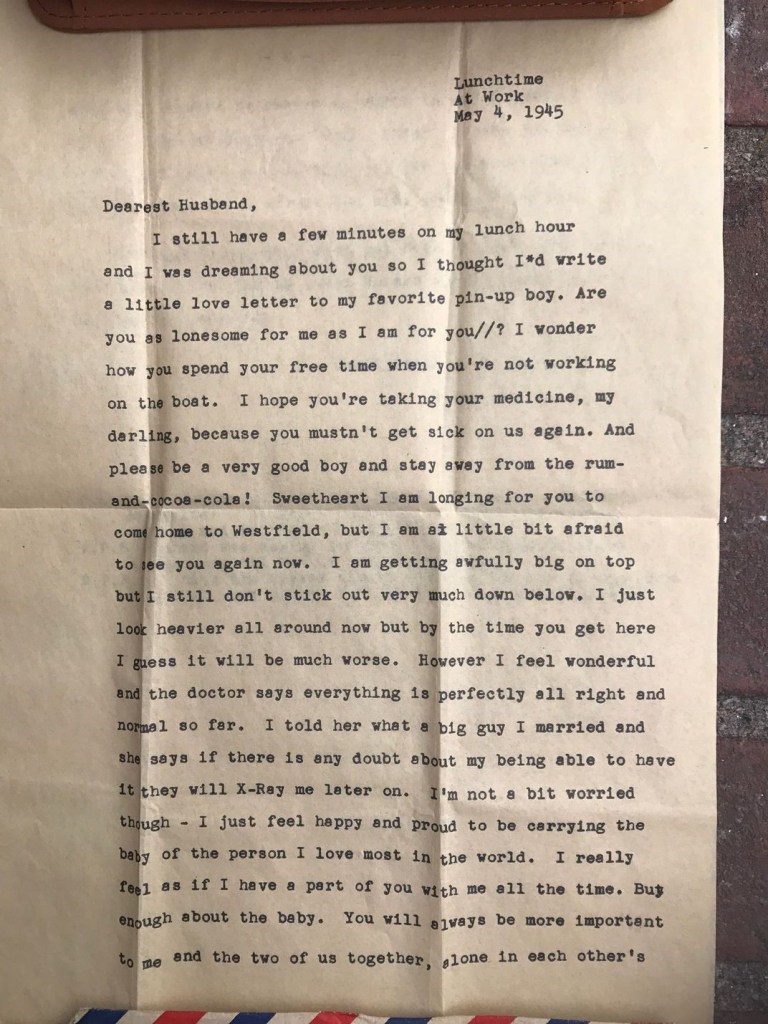 Lunchtime
At Work
May 4, 1945
Dearest Husband,
I still have a few minutes on my lunch hour
and I was dreaming about you so I thought I*d write
a little love letter to my favorite pin-up boy. Are
you as lonesome for me as I am for you//? I wonder
how you spend your free time when you're not working
on the boat. I hope you're taking your medicine, my
darling, because you mustn't get sick on us again. And
please be a very good boy and stay away from the rum-
and-cocoa-cola! Sweetheart I am longing for you to
come home to Westfield, but I am a little bit afraid
to see you again now. I am getting awfully big on top
but I still don't stick out very much down below. I just
look heavier all around now but by the time you get here
I guess it will be much worse. However I feel wonderful
and the doctor says everything is perfectly all right and
normal so far. I told her what a big guy I married and
she says if there is any doubt about my being able to have
it they will X-Ray me later on. I'm not a bit worried
though - I just feel happy and proud to be carrying the
baby of the person I love most in the world. I really
feel as if I have a part of you with me all the time. But
enough about the baby. You will always be more important
to me and the two of us together, alone in each other's